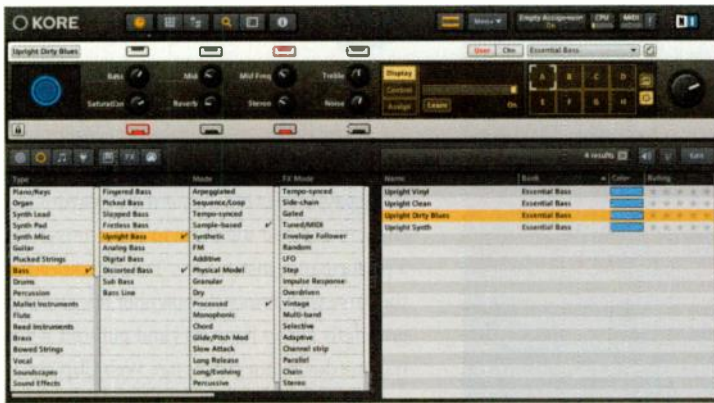 KORE
Menu
Empty Assignment
CPU
MIDI
Upright Dirty Blues
User
Essential Bass
Bass
Mid
Mid Freq
Treble
Saturation
Reverb
Stereo
Noise
Display
Control
Assign
Learn
On
A B C D
E F G H
FX
4 results
Edit
Type
Mode
FX Mode
Name
Bank
Color
Rating
Piano/Keys
Organ
Synth Lead
Synth Pad
Synth Misc
Guitar
Plucked Strings
Bass
Drums
Percussion
Mallet Instruments
Flute
Reed Instruments
Brass
Bowed Strings
Vocal
Soundscapes
Sound Effects
Fingered Bass
Picked Bass
Slapped Bass
Fretless Bass
Upright Bass
Analog Bass
Digital Bass
Distorted Bass
Sub Bass
Bass Line
Arpeggiated
Sequence/Loop
Tempo-synced
Sample-based
Synthetic
FM
Additive
Physical Model
Granular
Dry
Processed
Monophonic
Chord
Glide/Pitch Mod
Slow Attack
Long Release
Long/Evolving
Percussive
Tempo-synced
Side-chain
Gated
Tuned/MIDI
Envelope Follower
Random
LFO
Step
Impulse Response
Overdriven
Vintage
Multi-band
Selective
Adaptive
Channel strip
Parallel
Chain
Stereo
Upright Vinyl Essential Bass
Upright Clean Essential Bass
Upright Dirty Blues Essential Bass
Upright Synth Essential Bass